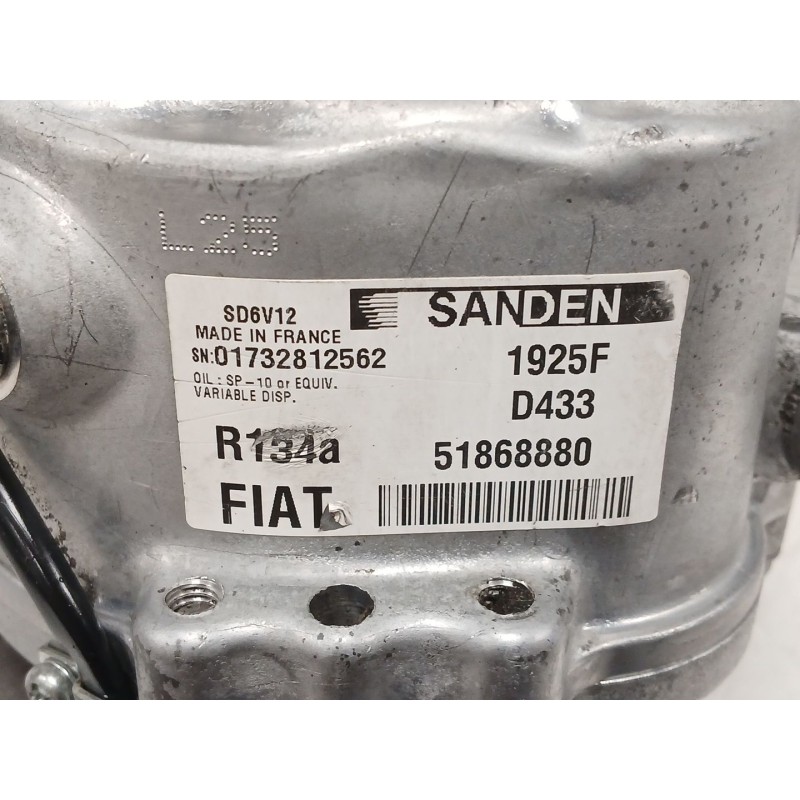 L25
SD6V12
SANDEN
MADE IN FRANCE
SN:01732812562
1925F
OIL : SP-10 or EQUIV.
VARIABLE DISP.
D433
R134a
51868880
FIAT